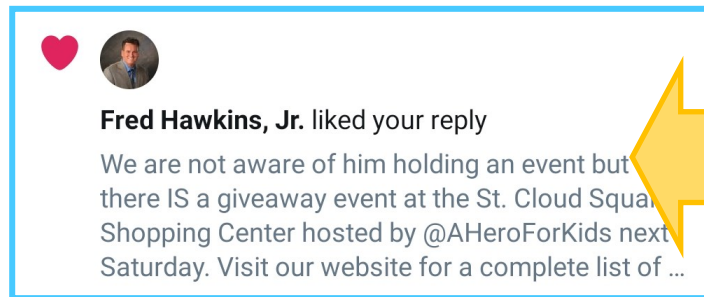 Fred Hawkins, Jr. liked your reply
We are not aware of him holding an event but
there IS a giveaway event at the St. Cloud
Shopping Center hosted by @AHeroForKids next
Saturday. Visit our website for a complete list of ...